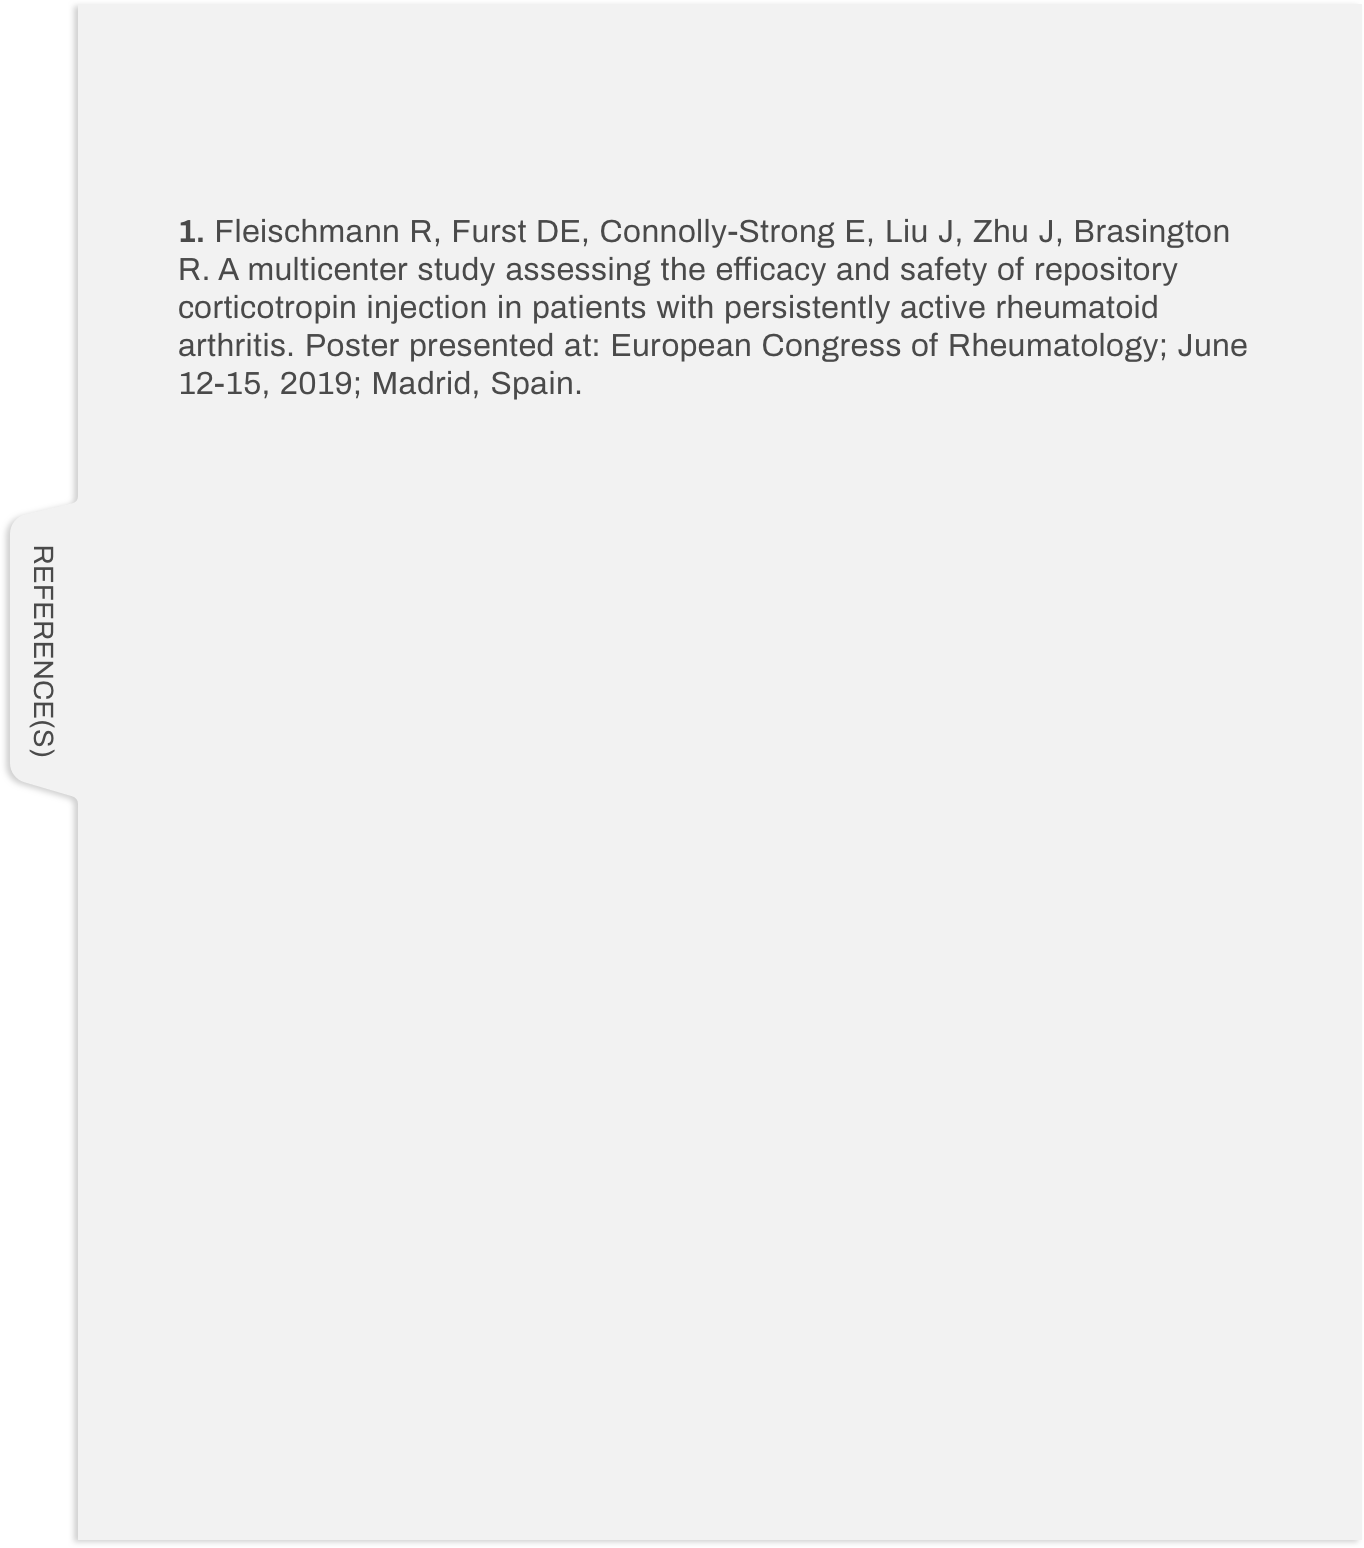 1. Fleischmann R, Furst DE, Connolly-Strong E, Liu J, Zhu J, Brasington
R. A multicenter study assessing the efficacy and safety of repository
corticotropin injection in patients with persistently active rheumatoid
arthritis. Poster presented at: European Congress of Rheumatology; June
12-15, 2019; Madrid, Spain.
REFERENCE(S)